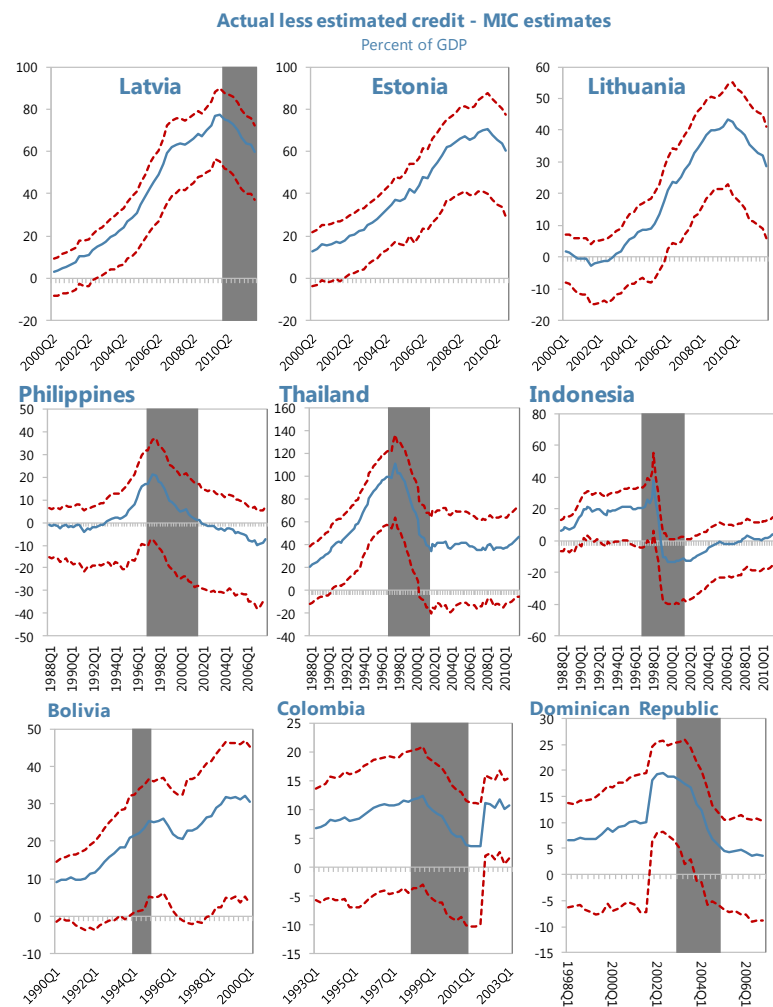 Actual less estimated credit - MIC estimates
Percent of GDP
Latvia
100
80
60
40
20
0
-20
2000Q2
2002Q2
2004Q2
2006Q2
2008Q2
2010Q2
Estonia
100
80
60
40
20
0
-20
2000Q2
2002Q2
2004Q2
2006Q2
2008Q2
2010Q2
Lithuania
60
50
40
30
20
10
0
-10
-20
2000Q1
2002Q1
2004Q1
2006Q1
2008Q1
2010Q1
Philippines
50
40
30
20
10
0
-10
-20
-30
-40
-50
1988Q1
1990Q1
1992Q1
1994Q1
1996Q1
1998Q1
2000Q1
2002Q1
2004Q1
2006Q1
Thailand
160
140
120
100
80
60
40
20
0
-20
-40
1988Q1
1990Q1
1992Q1
1994Q1
1996Q1
1998Q1
2000Q1
2002Q1
2004Q1
2006Q1
2008Q1
2010Q1
Indonesia
80
60
40
20
0
-20
-40
-60
1988Q1
1990Q1
1992Q1
1994Q1
1996Q1
1998Q1
2000Q1
2002Q1
2004Q1
2006Q1
2008Q1
2010Q1
Bolivia
50
40
30
20
10
0
-10
1990Q1
1992Q1
1994Q1
1996Q1
1998Q1
2000Q1
Colombia
25
20
15
10
5
0
-5
-10
-15
1993Q1
1995Q1
1997Q1
1999Q1
2001Q1
2003Q1
Dominican Republic
30
25
20
15
10
5
0
-5
-10
-15
1998Q1
2000Q1
2002Q1
2004Q1
2006Q1